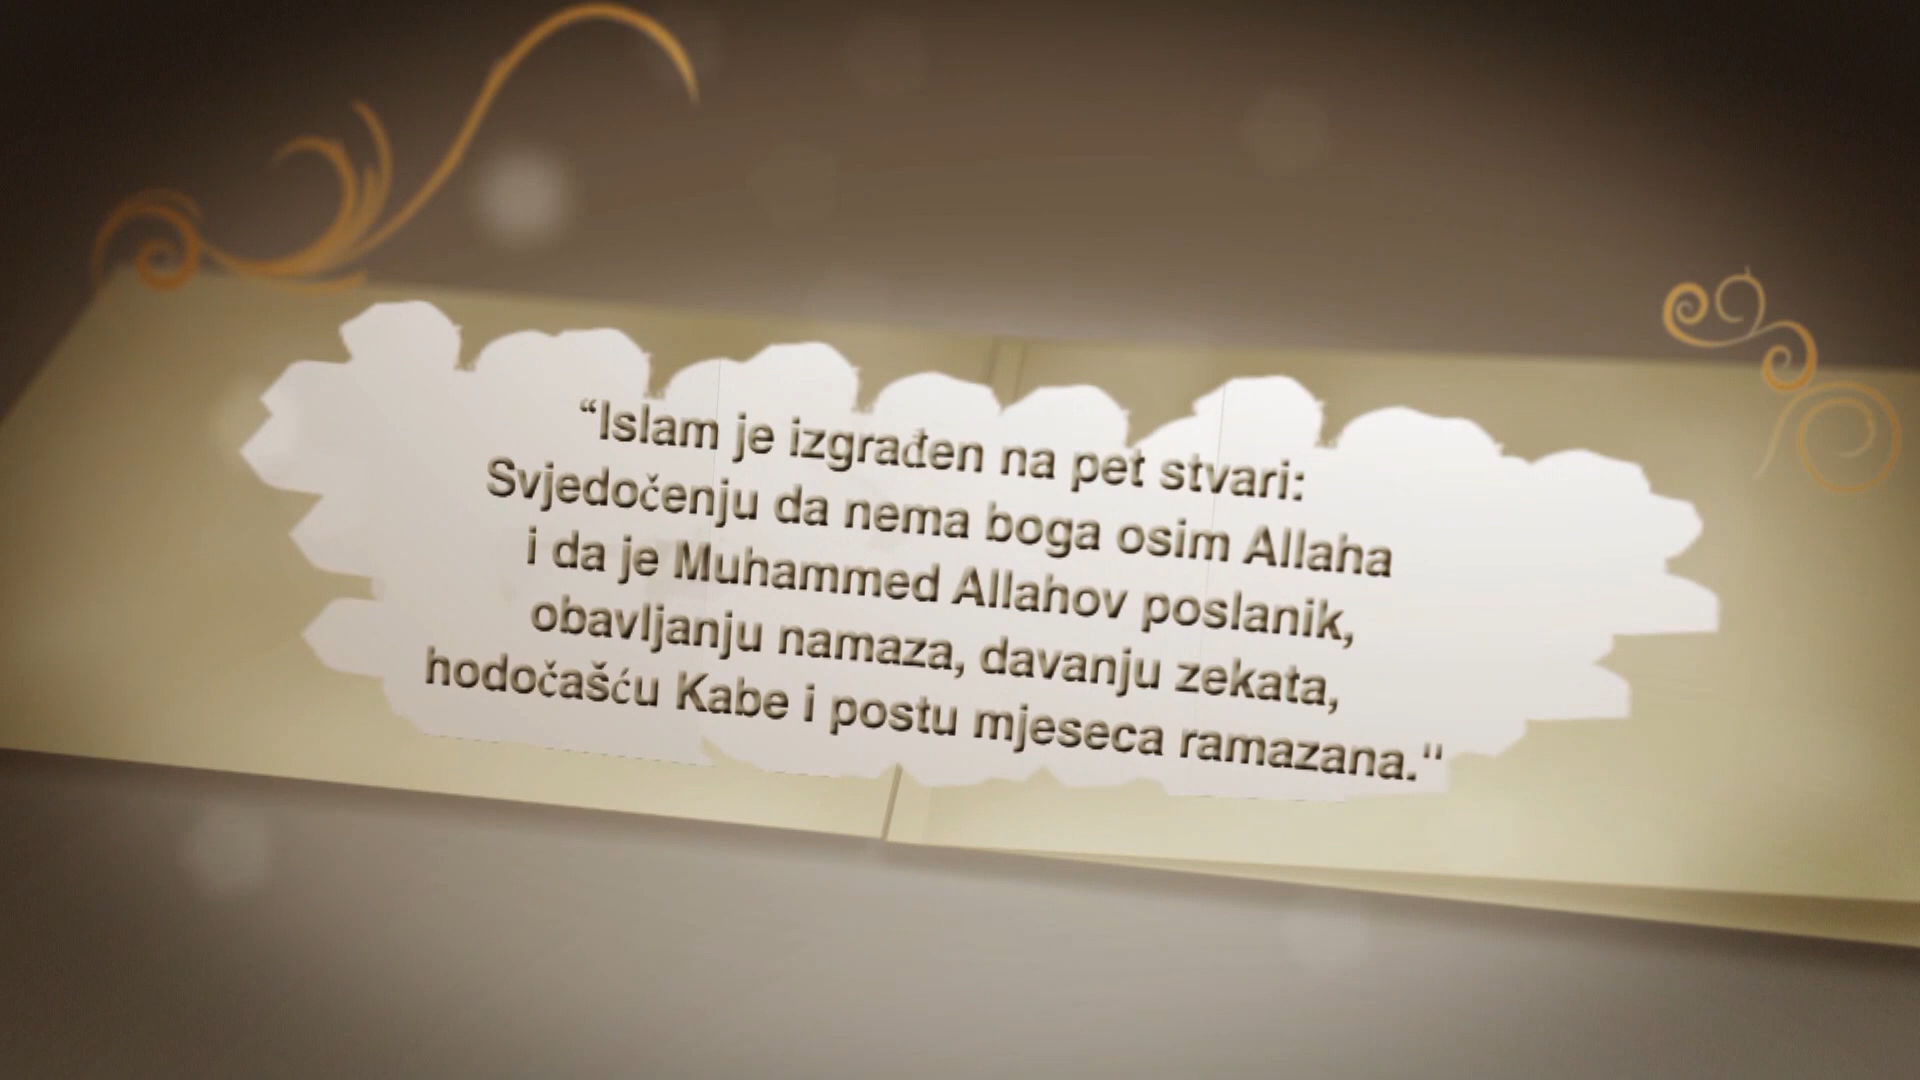 “Islam je izgrađen na pet stvari:
Svjedočenju da nema boga osim Allaha
i da je Muhammed Allahov poslanik,
obavljanju namaza, davanju zekata,
hodočašću Kabe i postu mjeseca ramazana."